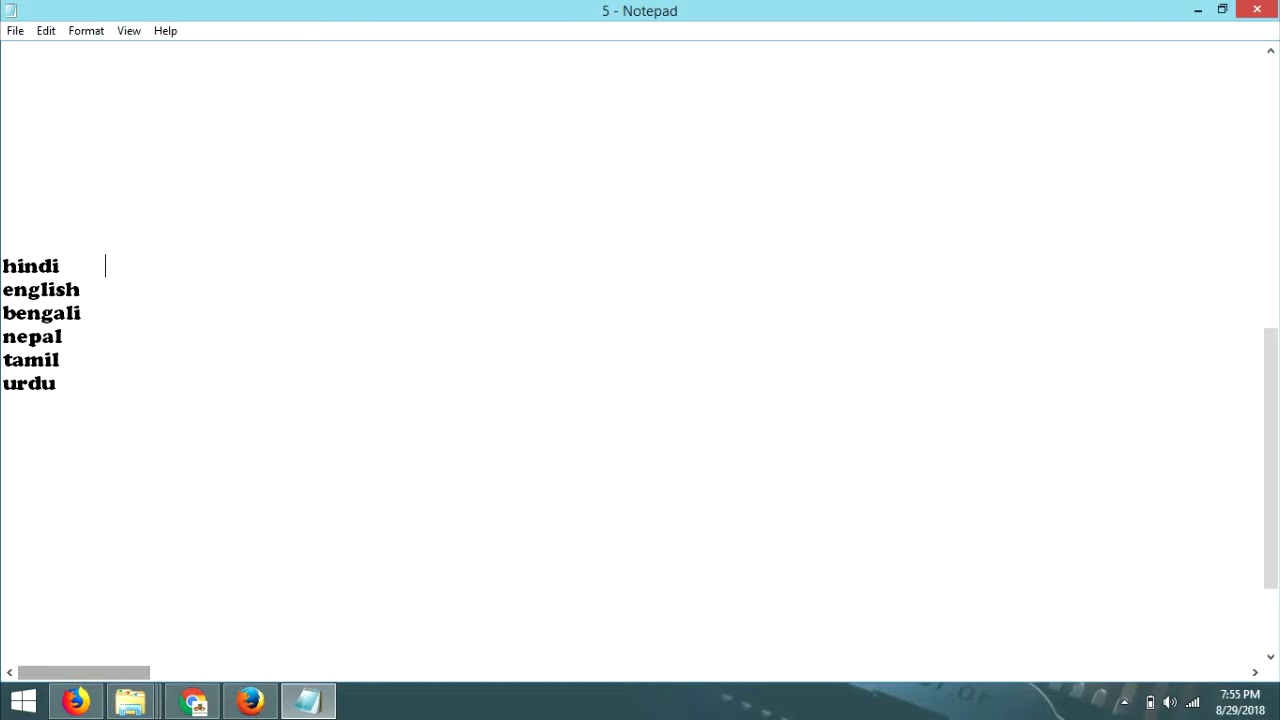 5 - Notepad
File Edit Format View Help
hindi
english
bengali
nepal
tamil
urdu
7:55 PM
8/29/2018